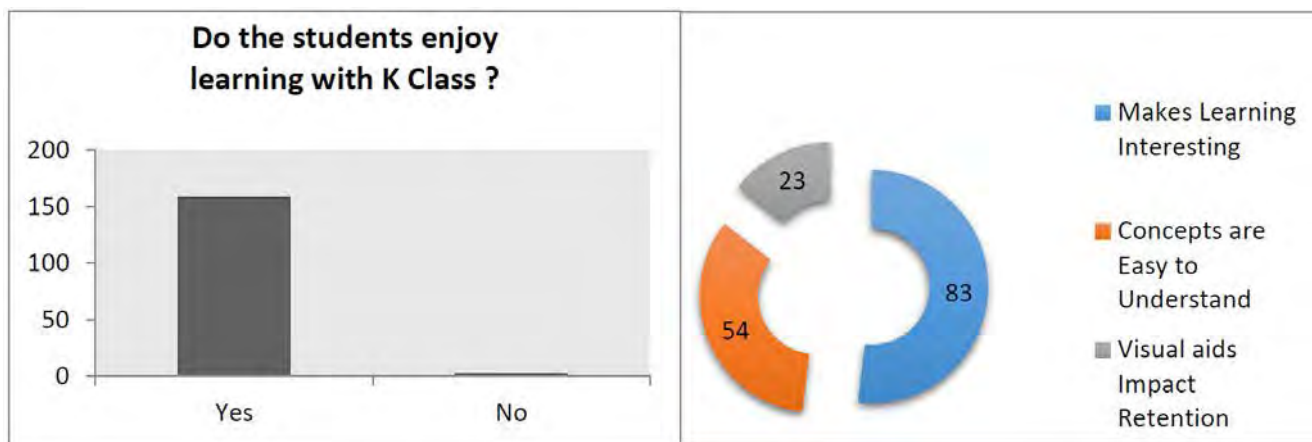 Do the students enjoy
learning with K Class ?
200
150
100
50
0
Yes
No
23
83
54
Makes Learning
Interesting
Concepts are
Easy to
Understand
Visual aids
Impact
Retention